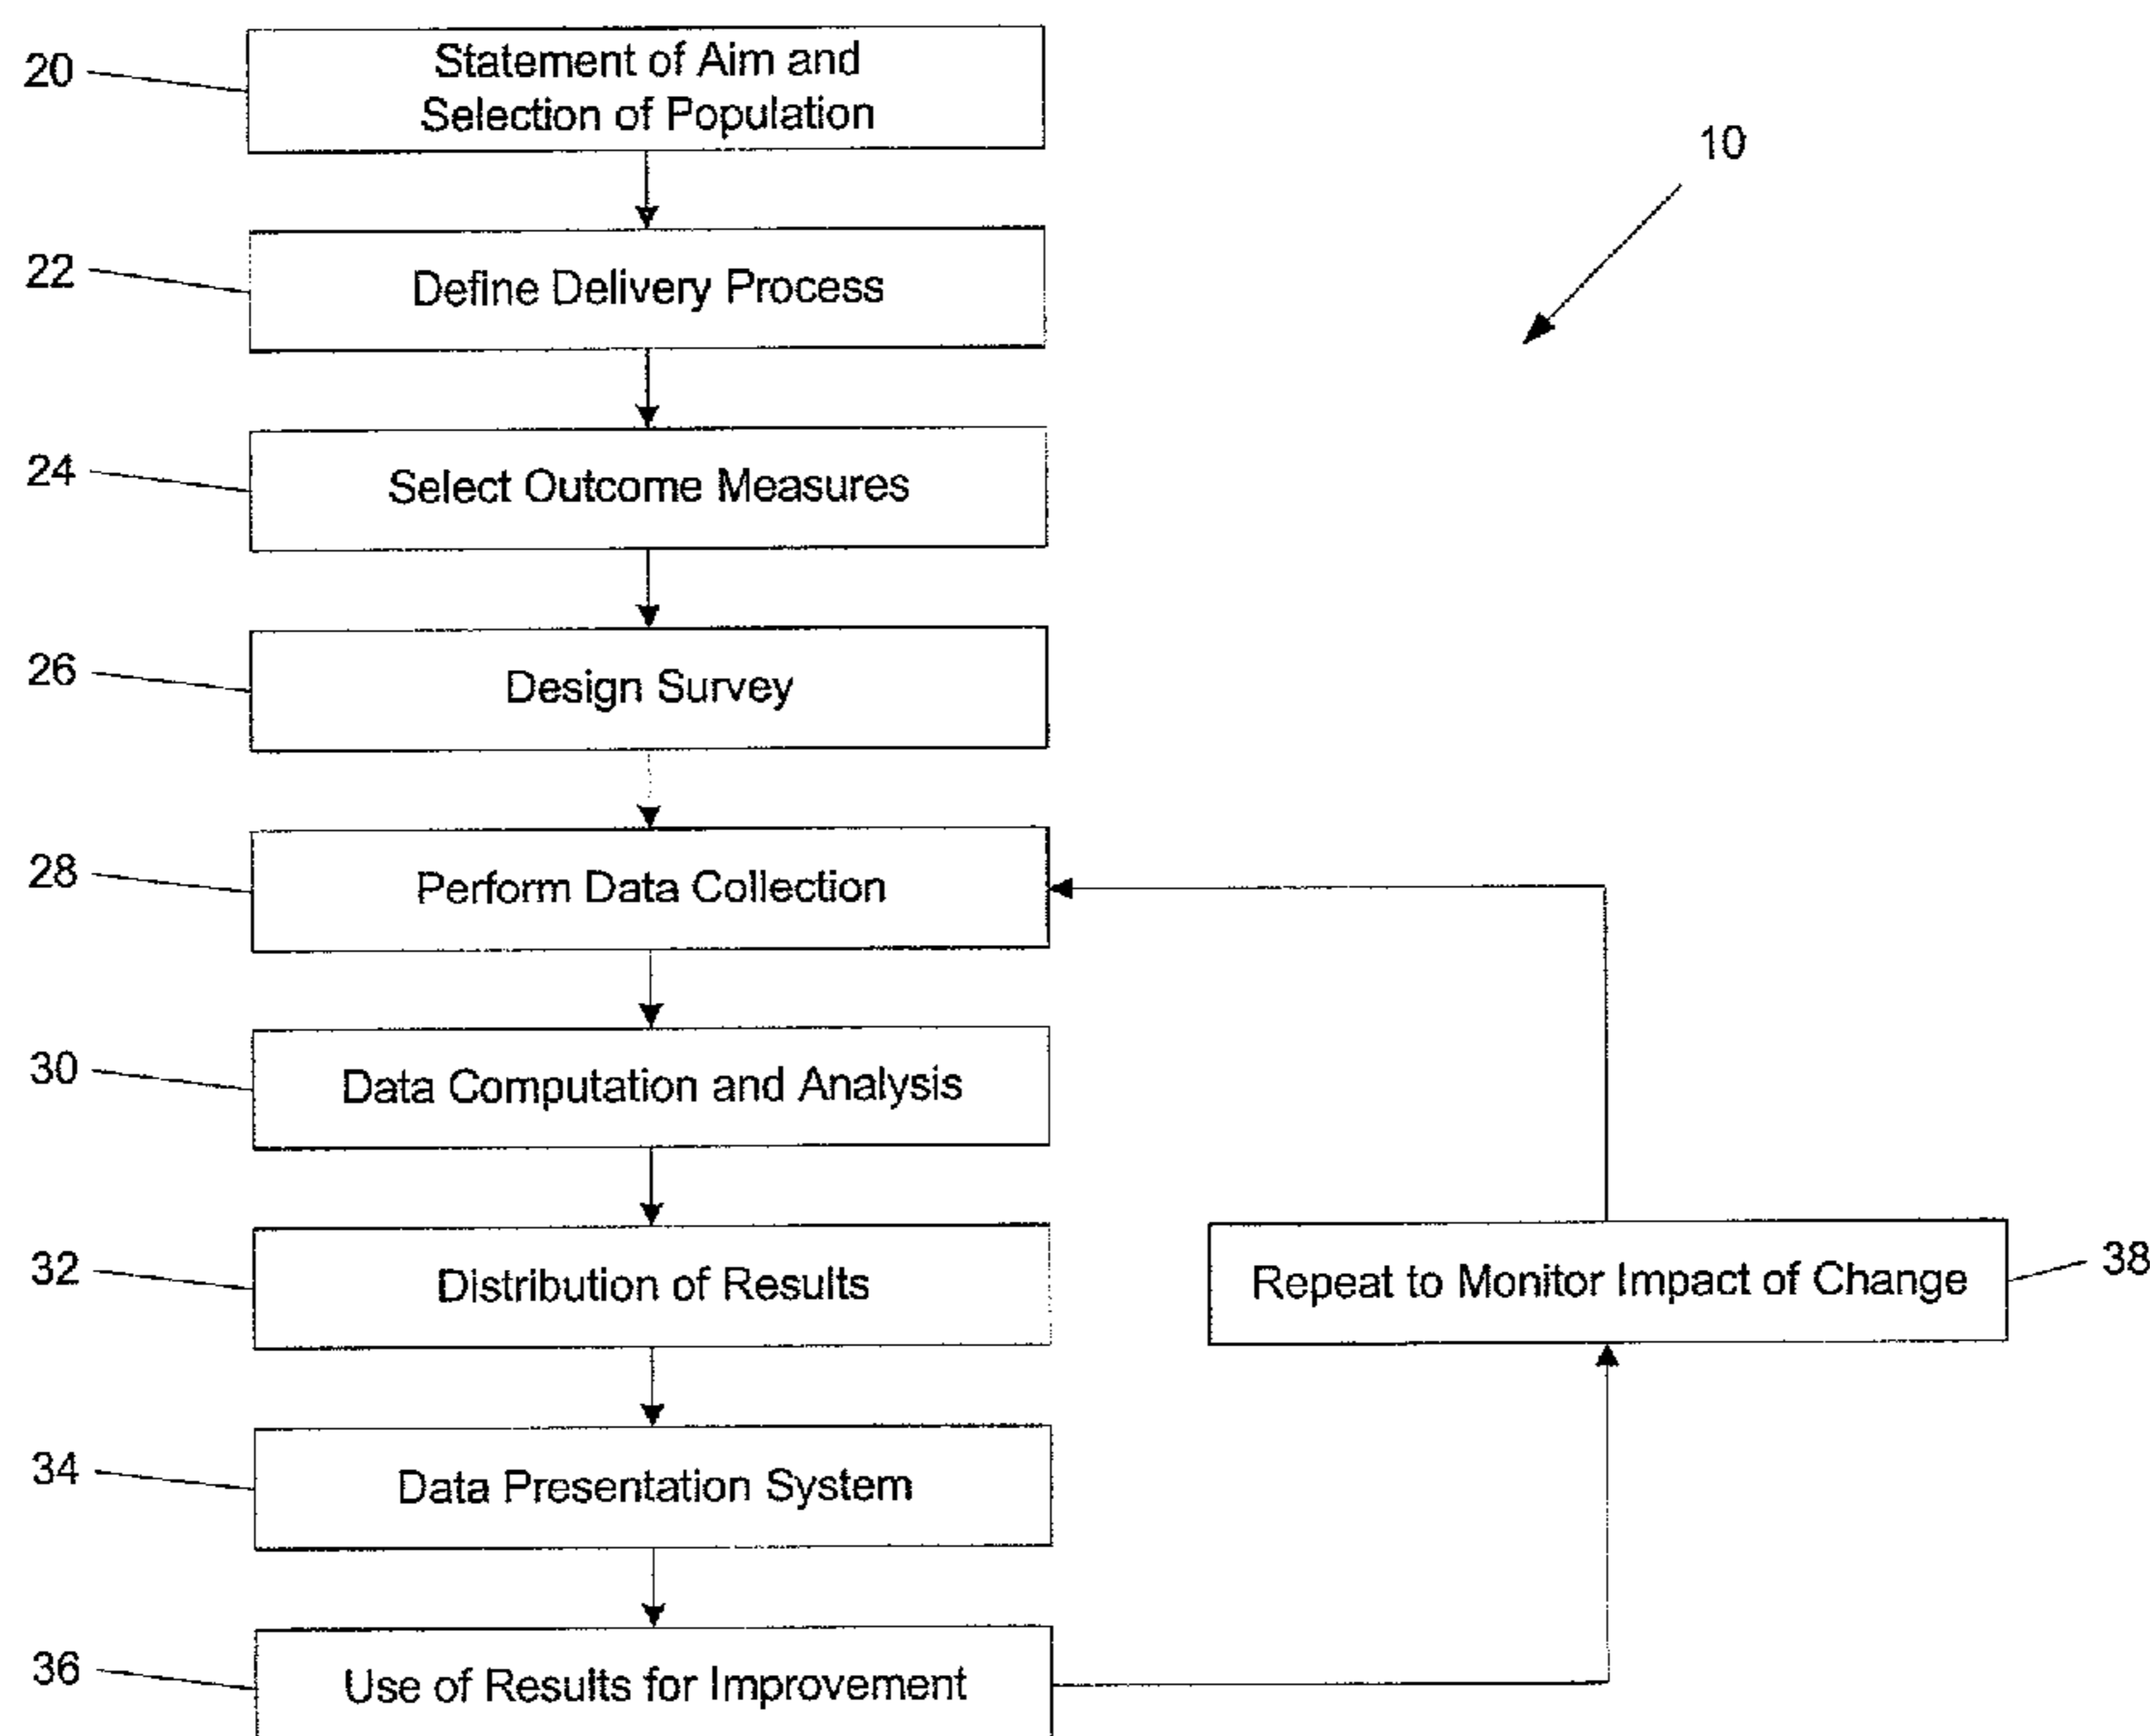 20
Statement of Aim and
Selection of Population
10
22
Define Delivery Process
24
Select Outcome Measures
26
Design Survey
28
Perform Data Collection
30
Data Computation and Analysis
32
Distribution of Results
Repeat to Monitor Impact of Change
38
34
Data Presentation System
36
Use of Results for Improvement